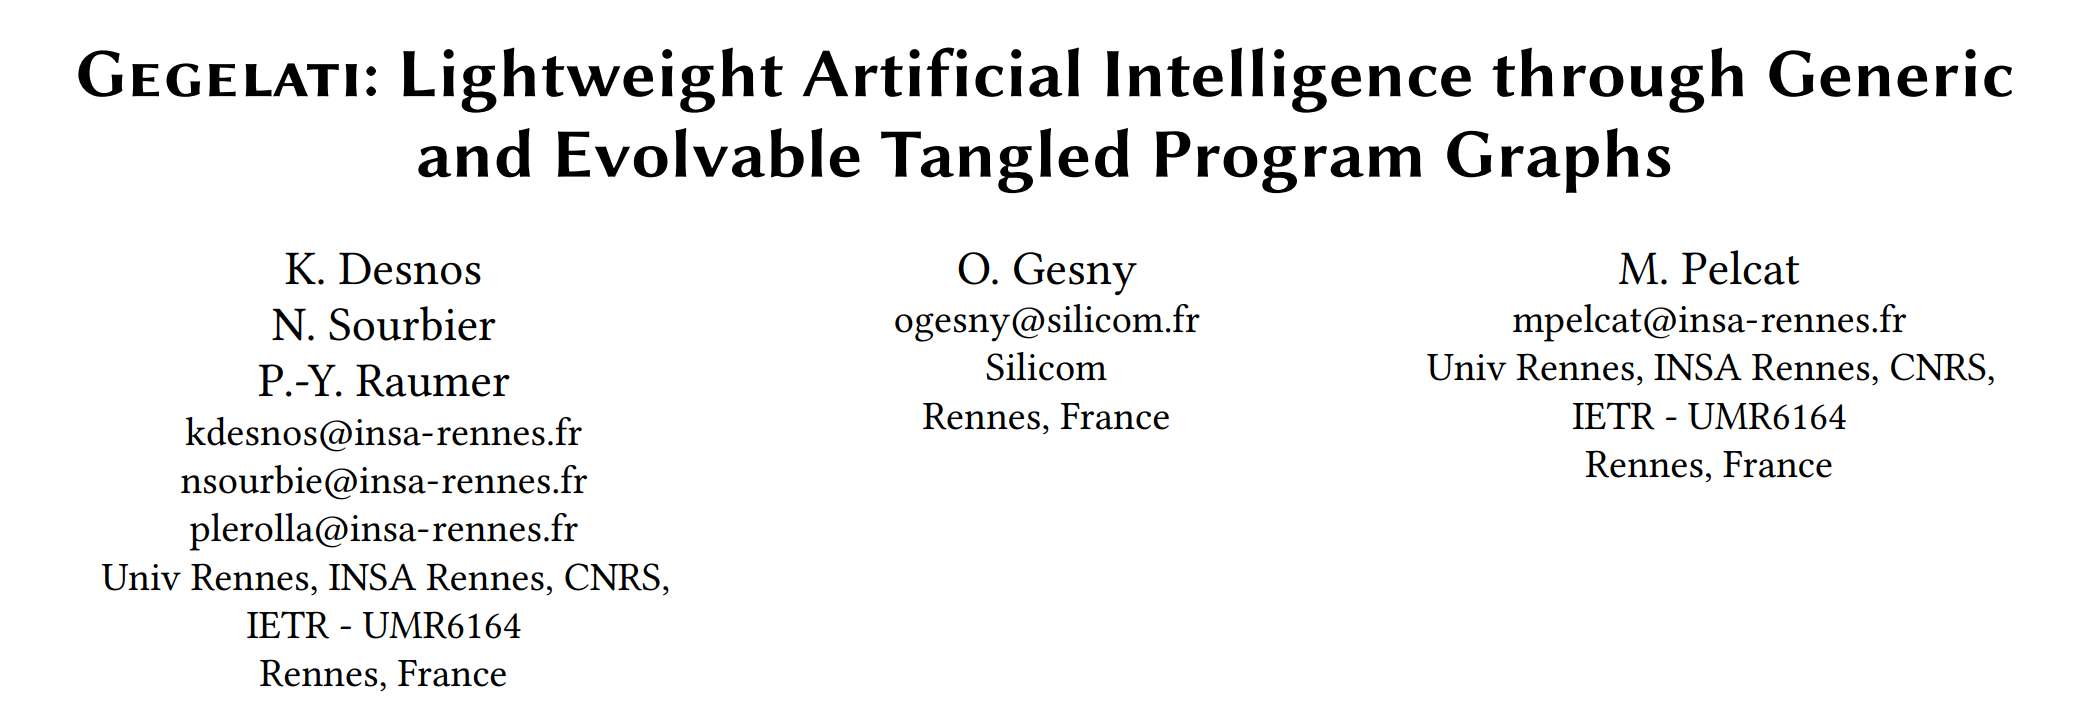 GEGELATI: Lightweight Artificial Intelligence through Generic
and Evolvable Tangled Program Graphs
K. Desnos
N. Sourbier
P.-Y. Raumer
kdesnos@insa-rennes.fr
nsourbie@insa-rennes.fr
plerolla@insa-rennes.fr
Univ Rennes, INSA Rennes, CNRS,
IETR - UMR6164
Rennes, France
O. Gesny
ogesny@silicom.fr
Silicom
Rennes, France
M. Pelcat
mpelcat@insa-rennes.fr
Univ Rennes, INSA Rennes, CNRS,
IETR - UMR6164
Rennes, France